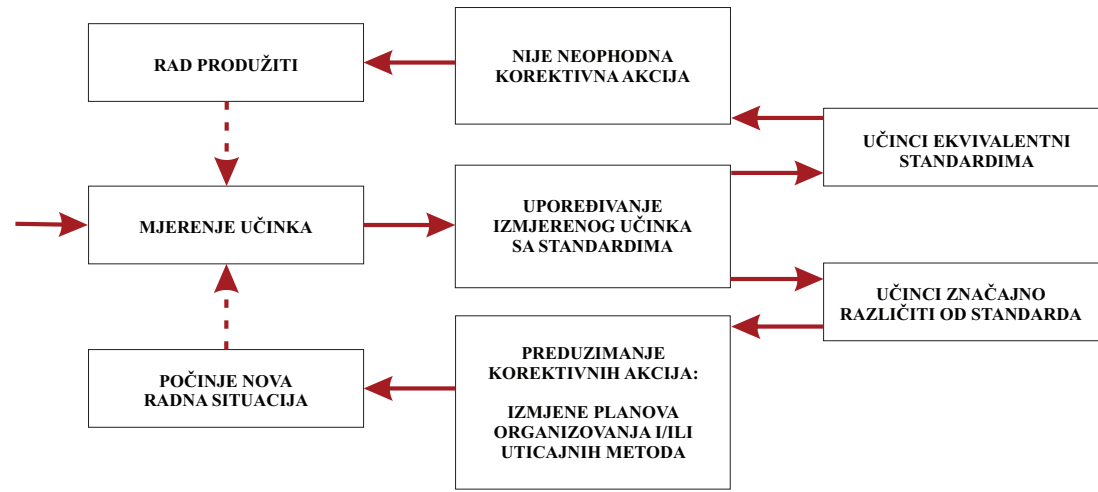 RAD PRODUŽITI
NIJE NEOPHODNA
KOREKTIVNA AKCIJA
UČINCI EKVIVALENTNI
STANDARDIMA
MJERENJE UČINKA
UPOREĐIVANJE
IZMJERENOG UČINKA
SA STANDARDIMA
UČINCI ZNAČAJNO
RAZLIČITI OD STANDARDA
POČINJE NOVA
RADNA SITUACIJA
PREDUZIMANJE
KOREKTIVNIH AKCIJA:
IZMJENE PLANOVA
ORGANIZOVANJA I/ILI
UTICAJNIH METODA